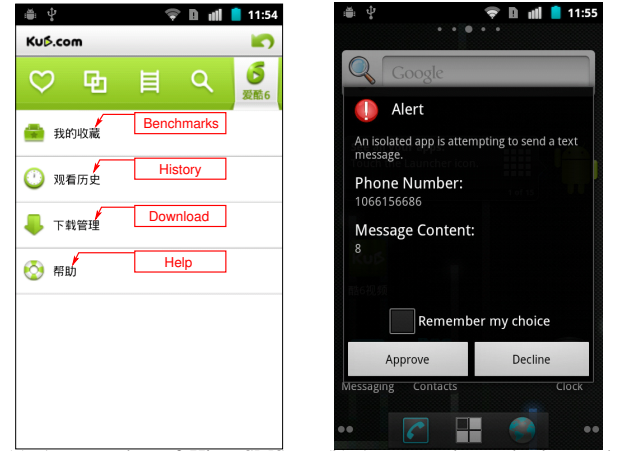 11:54
Ku6.com
爱酷6
我的收藏
Benchmarks
观看历史
History
下载管理
Download
帮助
Help
11:55
Google
Alert
An isolated app is attempting to send a text
message.
Phone Number:
1066156686
Message Content:
8
Remember my choice
Approve
Decline
Messaging
Contacts
Clock